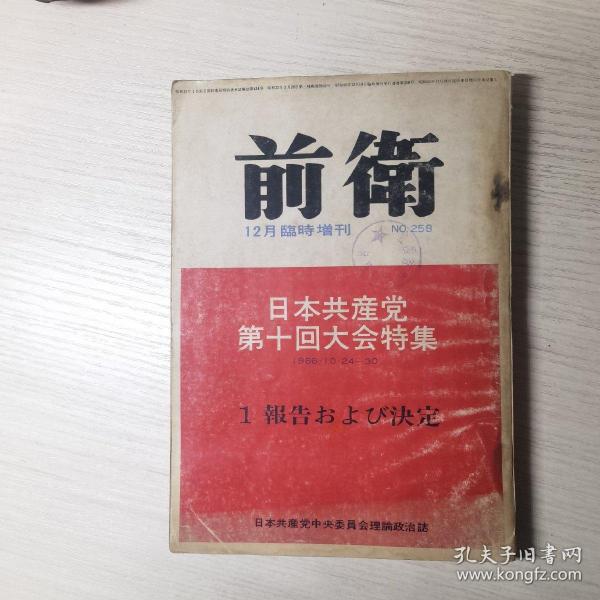 前衛
12月臨時増刊 NO.258
日本共産党
第十回大会特集
1966・10・24―30
1 報告および決定
日本共産党中央委員会理論政治誌
孔夫子旧书网
www.kongfz.com